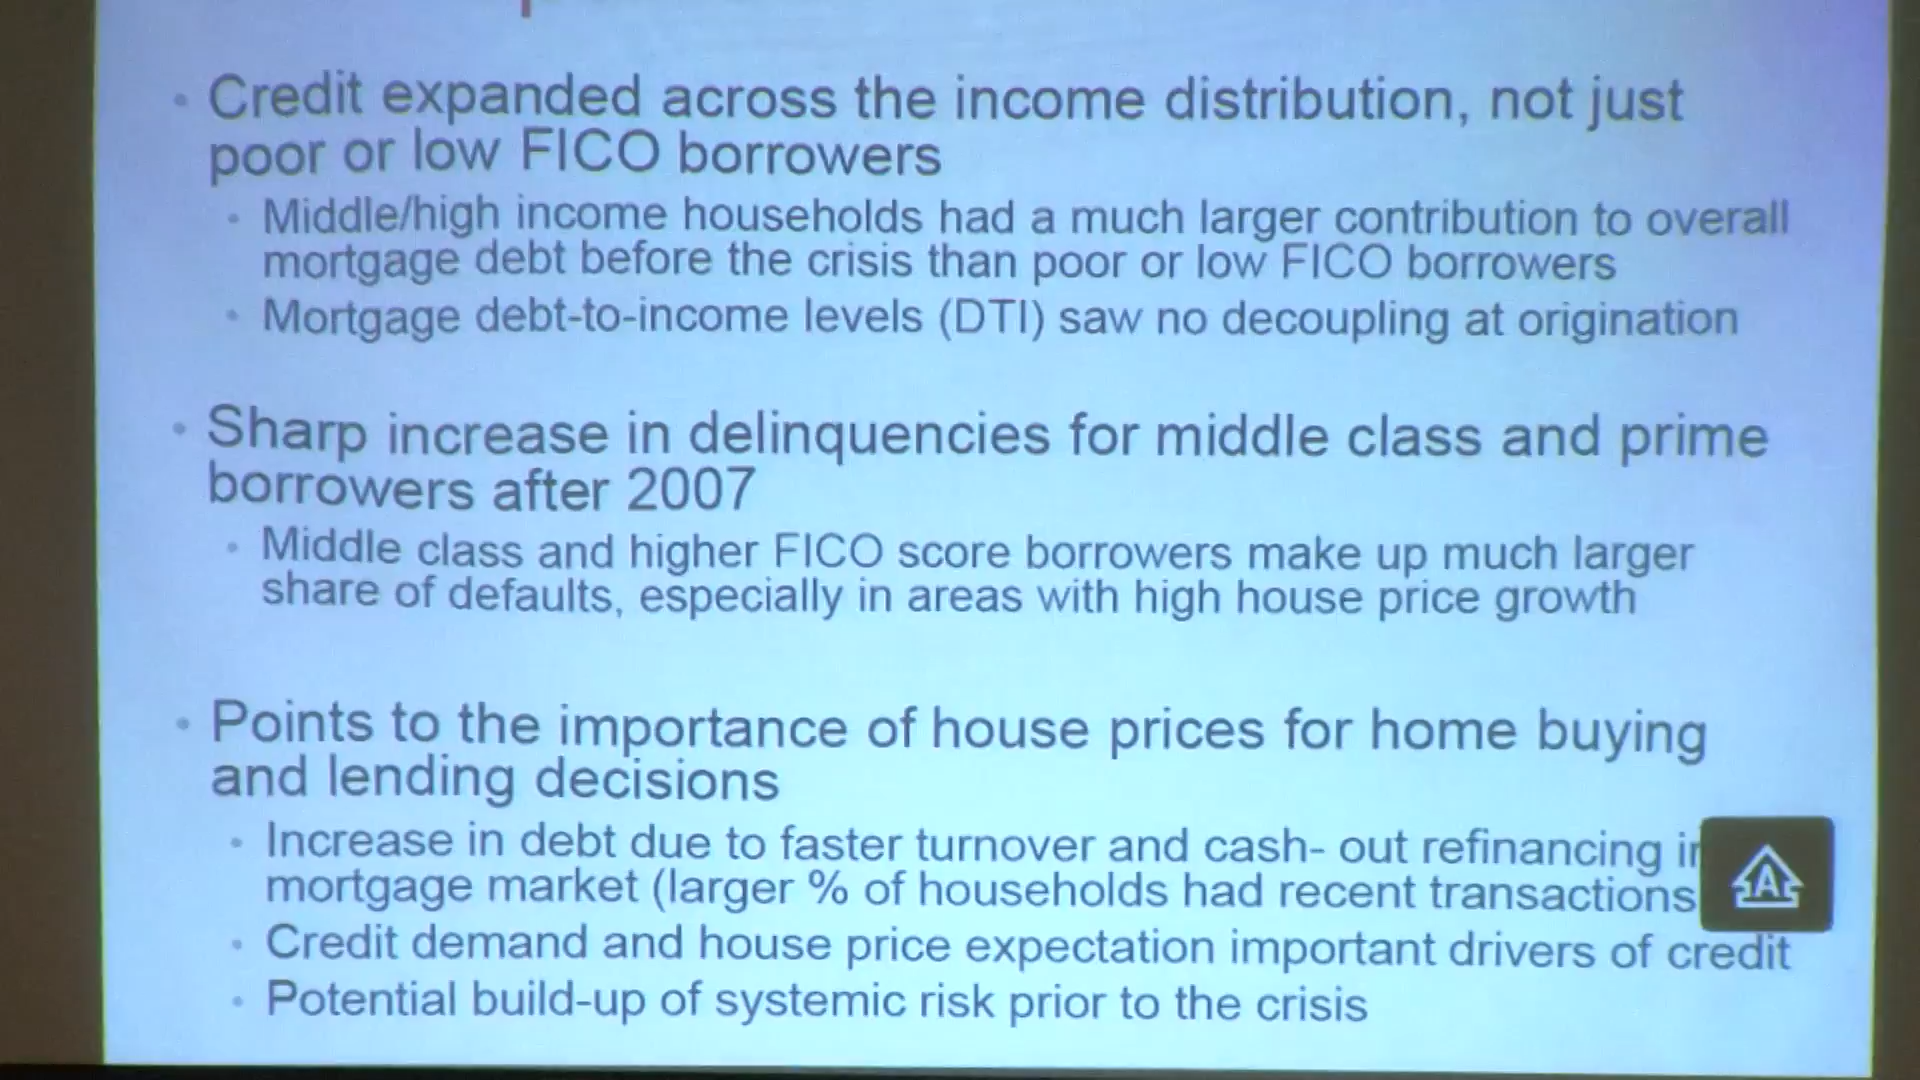 • Credit expanded across the income distribution, not just
poor or low FICO borrowers
• Middle/high income households had a much larger contribution to overall
mortgage debt before the crisis than poor or low FICO borrowers
• Mortgage debt-to-income levels (DTI) saw no decoupling at origination
• Sharp increase in delinquencies for middle class and prime
borrowers after 2007
• Middle class and higher FICO score borrowers make up much larger
share of defaults, especially in areas with high house price growth
• Points to the importance of house prices for home buying
and lending decisions
• Increase in debt due to faster turnover and cash- out refinancing
mortgage market (larger % of households had recent transactions
A
• Credit demand and house price expectation important drivers of credit
• Potential build-up of systemic risk prior to the crisis